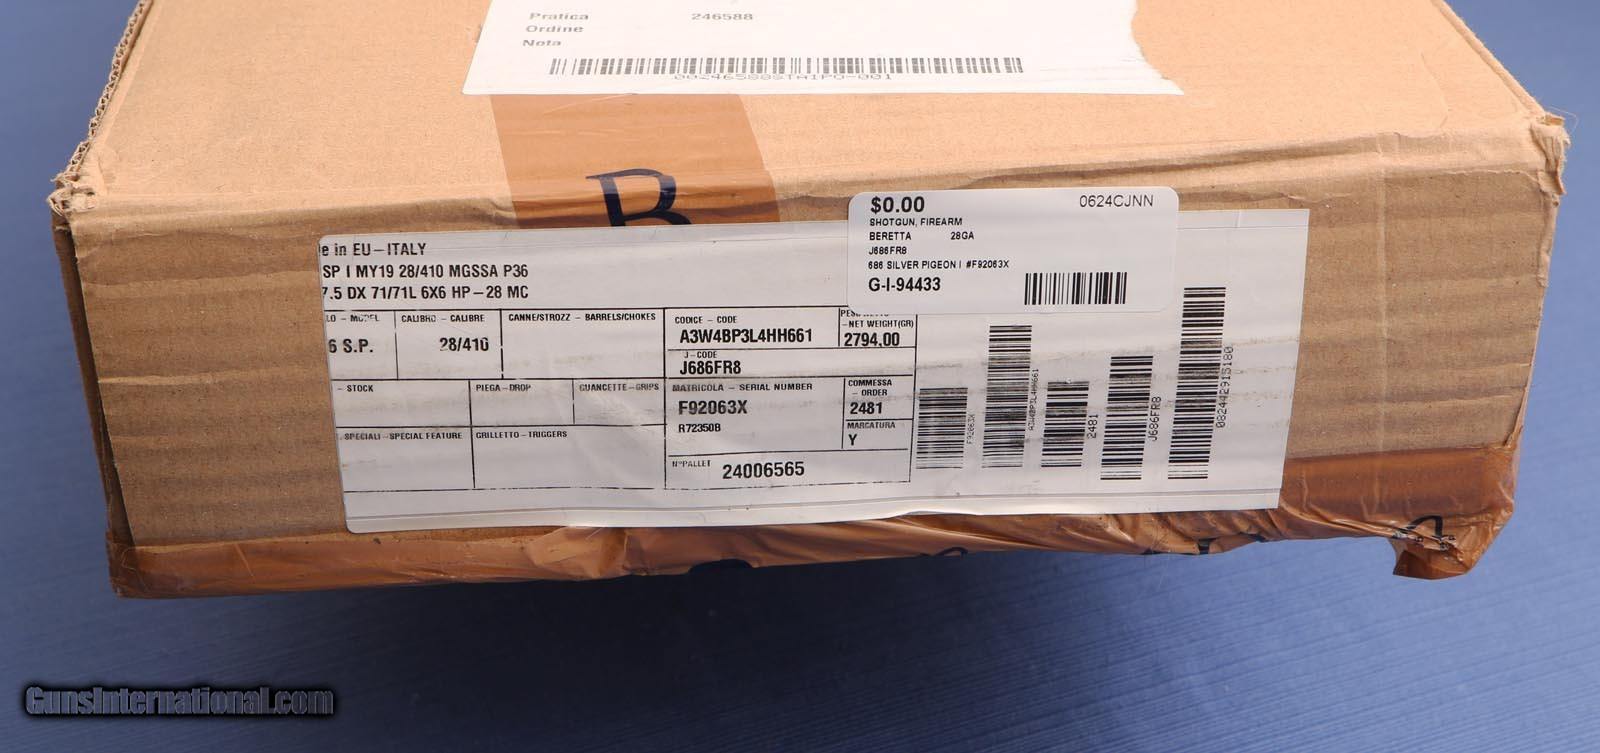 Pratica 246588
Ordine
Nota
00246588STAIPO-001
B
$0.00 0624CJNN
SHOTGUN, FIREARM
BERETTA 28GA
J686FR8
686 SILVER PIGEON I #F92063X
G-I-94433
e in EU-ITALY
SP I MY19 28/410 MGSSA P36
7.5 DX 71/71L 6X6 HP-28 MC
LO - MODEL CALIBRO - CALIBRE CANNE/STROZZ - BARRELS/CHOKES CODICE - CODE
- NET WEIGHT(GR)
6 S.P. 28/410 A3W4BP3L4HH661 2794.00
J-CODE
J686FR8
- STOCK PIEGA-DROP GUANCETTE-GRIPS MATRICOLA - SERIAL NUMBER COMMESSA
- ORDER
F92063X 2481
R72350B MARCATURA
Y
SPECIALI-SPECIAL FEATURE GRILLETTO-TRIGGERS
N°PALLET 24006565
F92063X
A3W4BP3L4HH661
2481
J686FR8
082442915180
GunsInternational.com